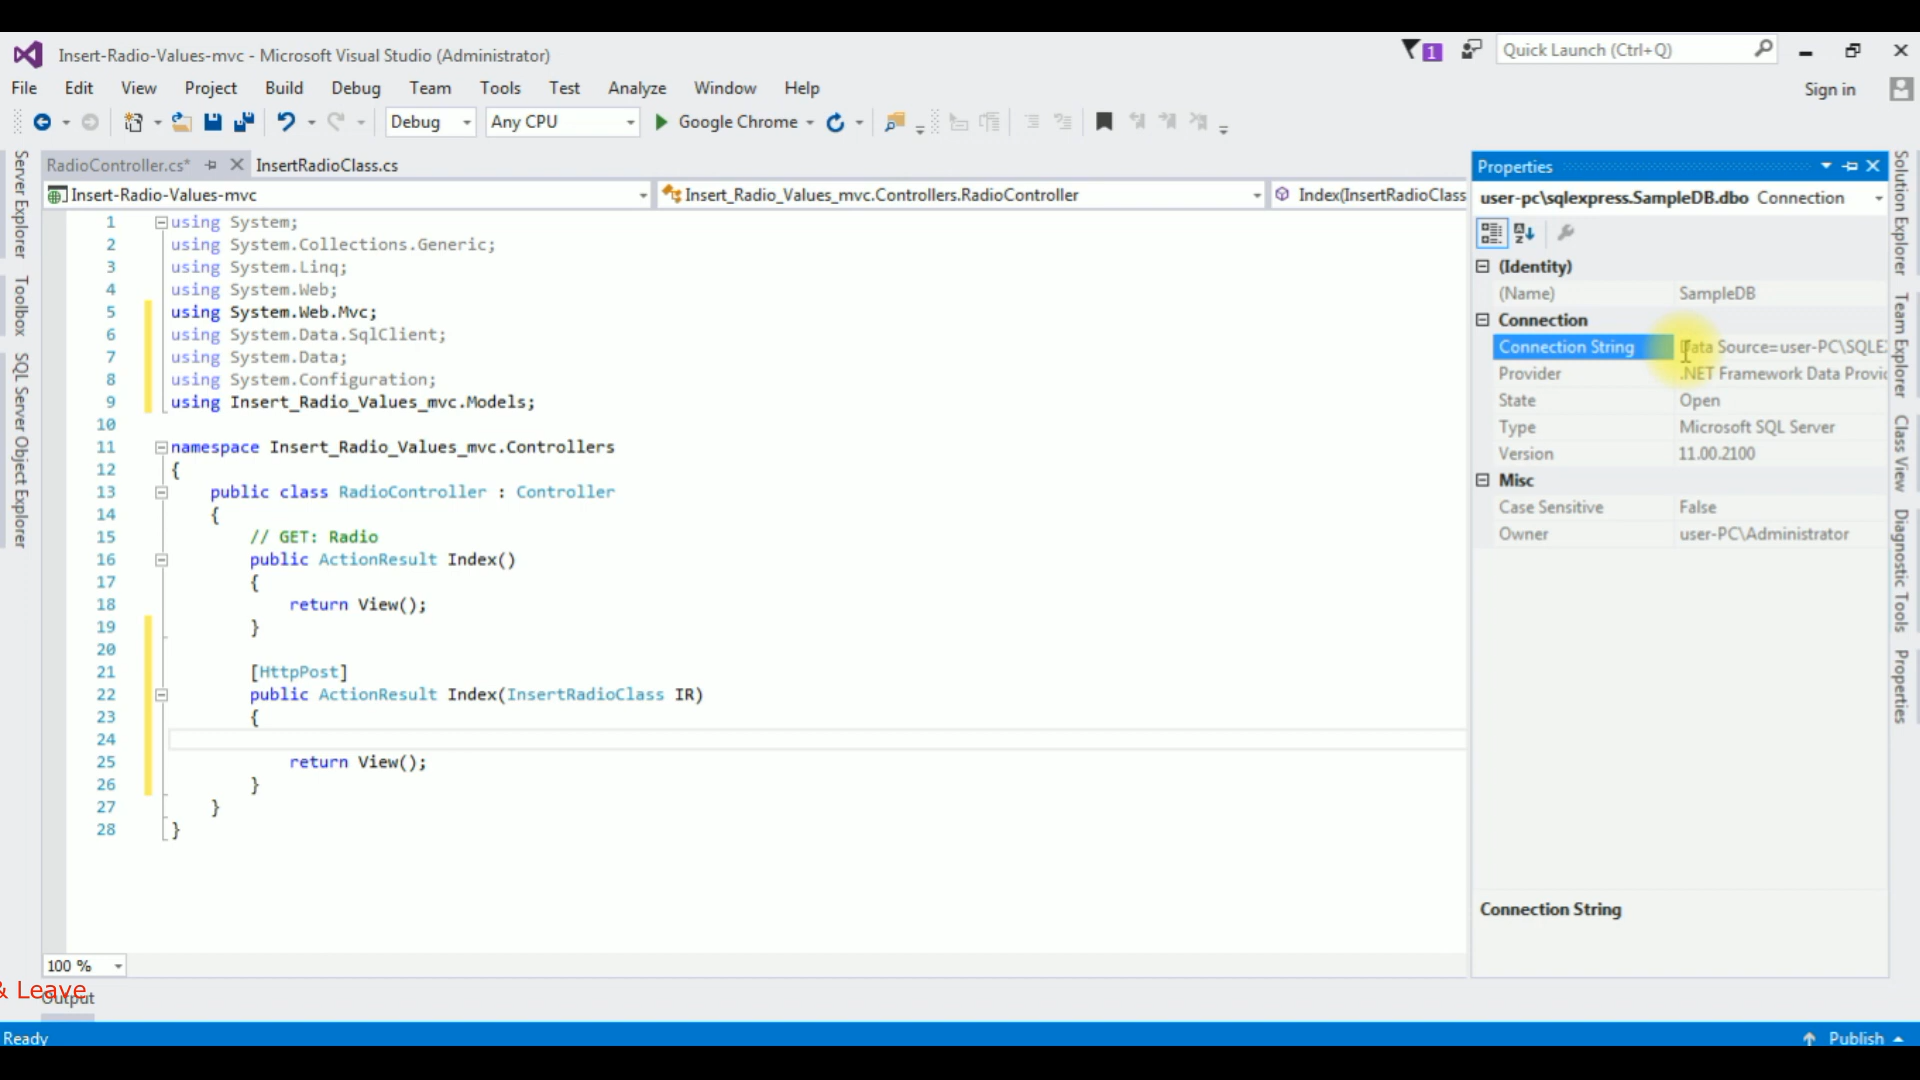 Insert-Radio-Values-mvc - Microsoft Visual Studio (Administrator)
1
Quick Launch (Ctrl+Q)
File Edit View Project Build Debug Team Tools Test Analyze Window Help
Sign in
Debug Any CPU Google Chrome
RadioController.cs* InsertRadioClass.cs
Insert-Radio-Values-mvc Insert_Radio_Values_mvc.Controllers.RadioController Index(InsertRadioClass
Server Explorer
Toolbox
SQL Server Object Explorer
1 using System;
2 using System.Collections.Generic;
3 using System.Linq;
4 using System.Web;
5 using System.Web.Mvc;
6 using System.Data.SqlClient;
7 using System.Data;
8 using System.Configuration;
9 using Insert_Radio_Values_mvc.Models;
10
11 namespace Insert_Radio_Values_mvc.Controllers
12 {
13 public class RadioController : Controller
14 {
15 // GET: Radio
16 public ActionResult Index()
17 {
18 return View();
19 }
20
21 [HttpPost]
22 public ActionResult Index(InsertRadioClass IR)
23 {
24
25 return View();
26 }
27 }
28 }
100 %
& Leave
Output
Ready
Publish
Properties
user-pc\sqlexpress.SampleDB.dbo Connection
(Identity)
(Name) SampleDB
Connection
Connection String Data Source=user-PC\SQLE
Provider .NET Framework Data Provi
State Open
Type Microsoft SQL Server
Version 11.00.2100
Misc
Case Sensitive False
Owner user-PC\Administrator
Connection String
Solution Explorer
Team Explorer
Class View
Diagnostic Tools
Properties